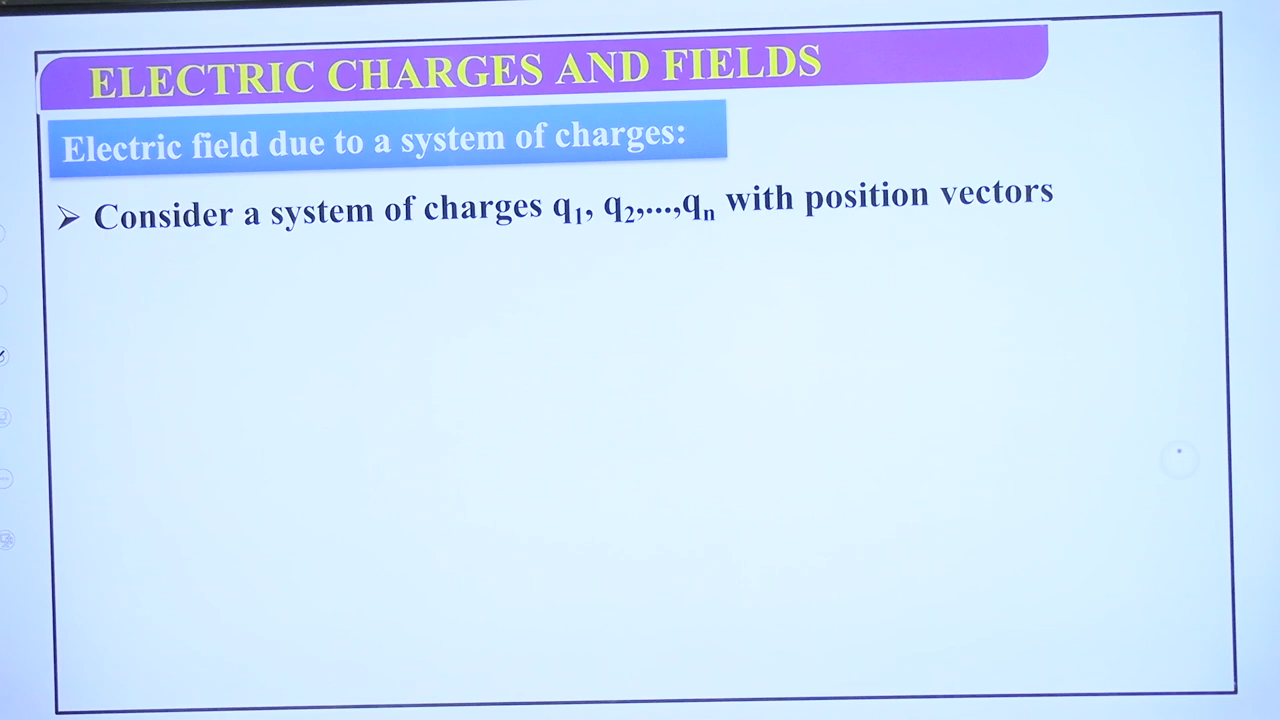 ELECTRIC CHARGES AND FIELDS
Electric field due to a system of charges:
➢ Consider a system of charges q₁, q₂,...,qₙ with position vectors